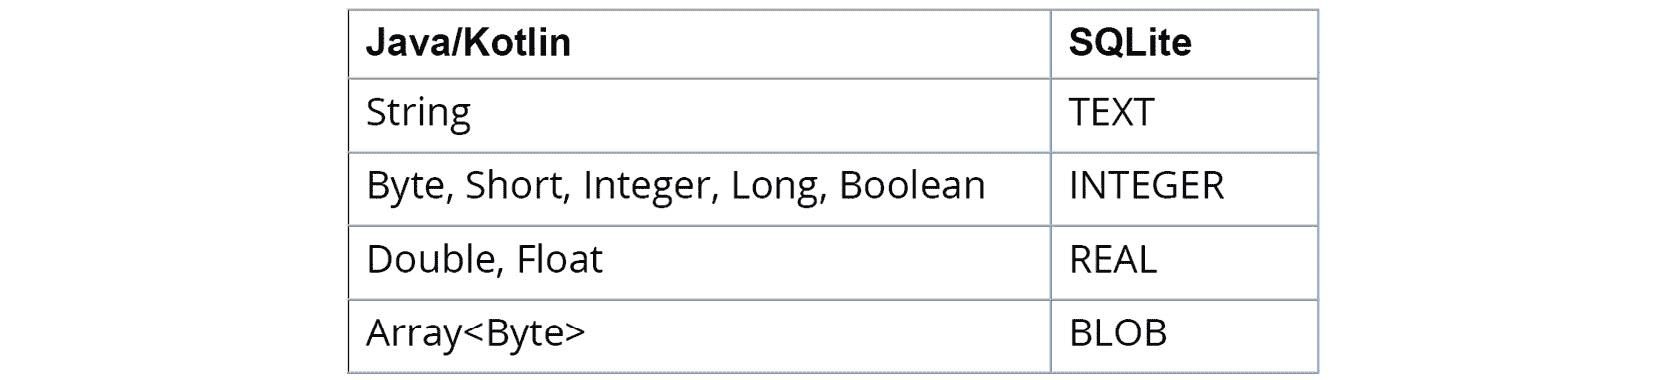 Java/Kotlin SQLite
String TEXT
Byte, Short, Integer, Long, Boolean INTEGER
Double, Float REAL
Array<Byte> BLOB